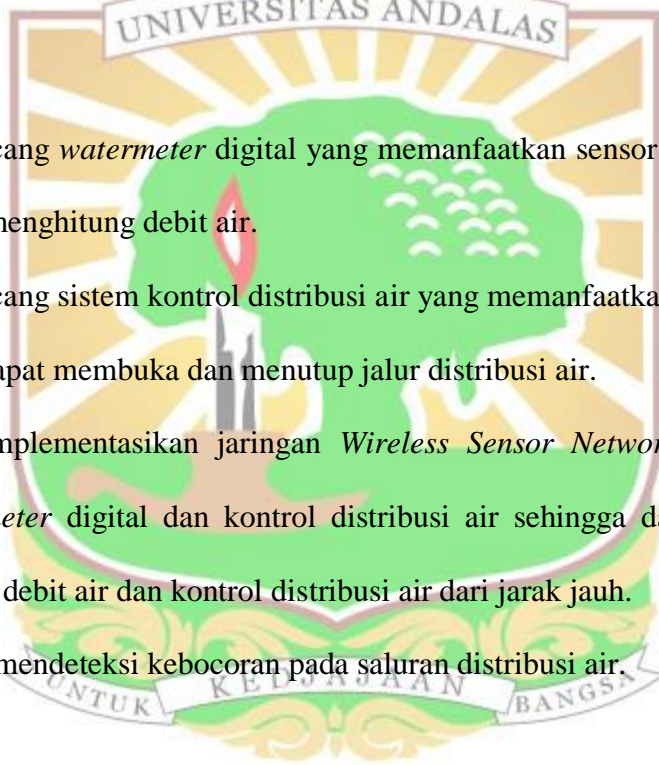 UNIVERSITAS ANDALAS
cang watermeter digital yang memanfaatkan sensor
menghitung debit air.
cang sistem kontrol distribusi air yang memanfaatka
apat membuka dan menutup jalur distribusi air.
mplementasikan jaringan Wireless Sensor Networ
eter digital dan kontrol distribusi air sehingga da
debit air dan kontrol distribusi air dari jarak jauh.
mendeteksi kebocoran pada saluran distribusi air.
UNTUK KEDJAJAAN BANGSA